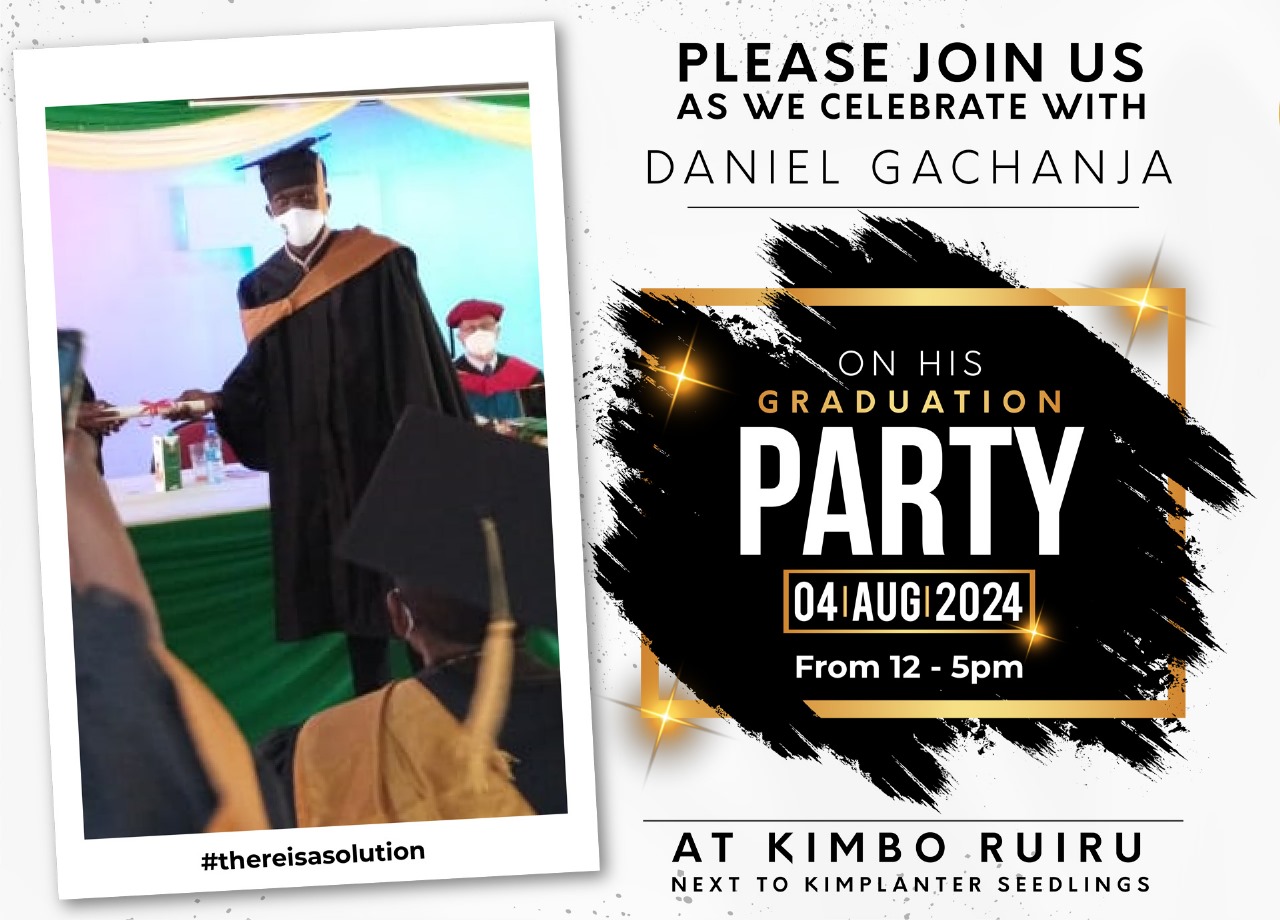 PLEASE JOIN US
AS WE CELEBRATE WITH
DANIEL GACHANJA
ON HIS
GRADUATION
PARTY
04|AUG|2024
From 12 - 5pm
AT KIMBO RUIRU
NEXT TO KIMPLANTER SEEDLINGS
#thereisasolution